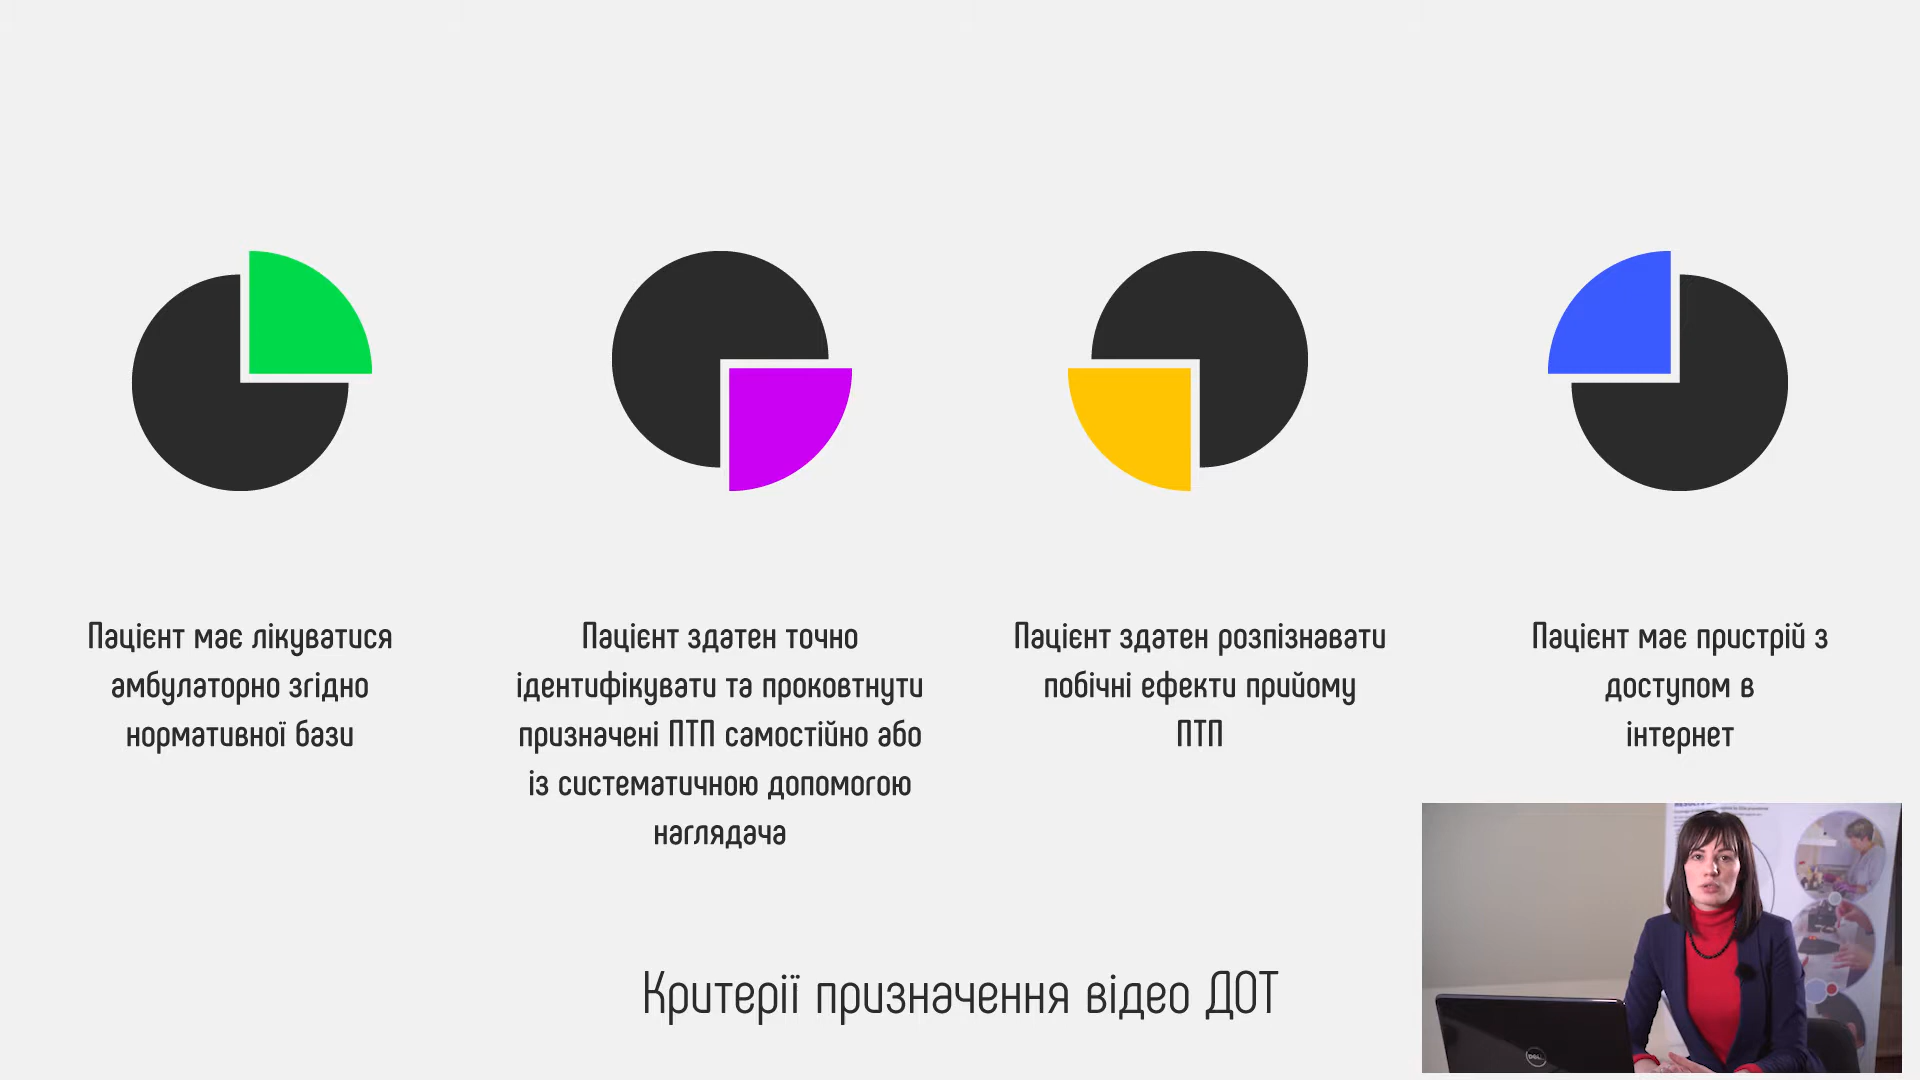 Пацієнт має лікуватися
амбулаторно згідно
нормативної бази
Пацієнт здатен точно
ідентифікувати та проковтнути
призначені ПТП самостійно або
із систематичною допомогою
наглядача
Пацієнт здатен розпізнавати
побічні ефекти прийому
ПТП
Пацієнт має пристрій з
доступом в
інтернет
Критерії призначення відео ДОТ
DELL